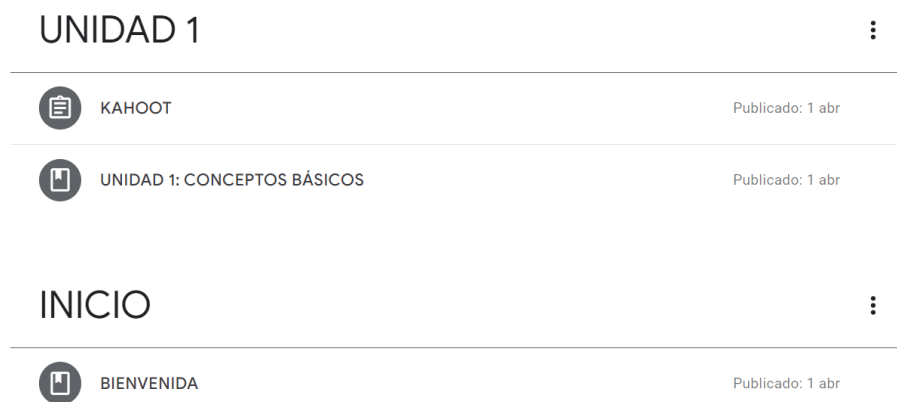 UNIDAD 1
KAHOOT
Publicado: 1 abr
UNIDAD 1: CONCEPTOS BÁSICOS
Publicado: 1 abr
INICIO
BIENVENIDA
Publicado: 1 abr